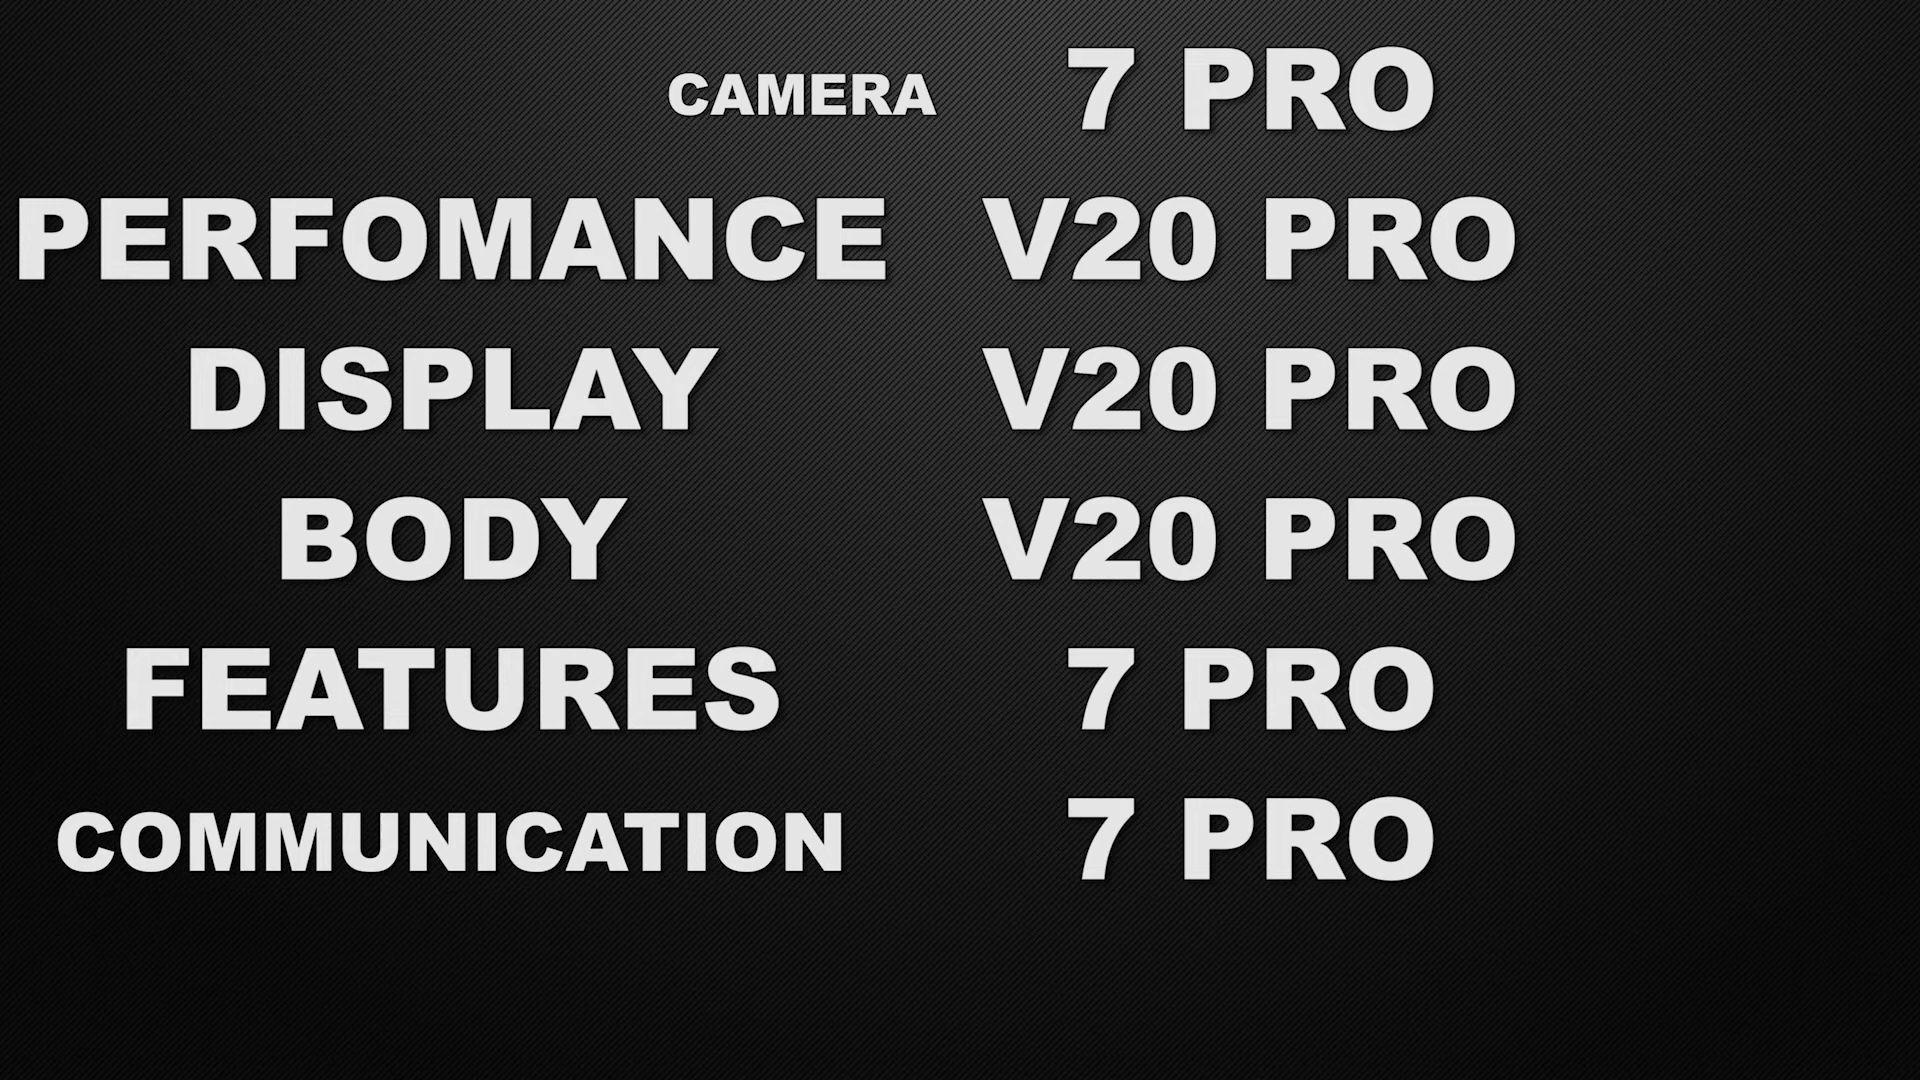 CAMERA 7 PRO
PERFOMANCE V20 PRO
DISPLAY V20 PRO
BODY V20 PRO
FEATURES 7 PRO
COMMUNICATION 7 PRO